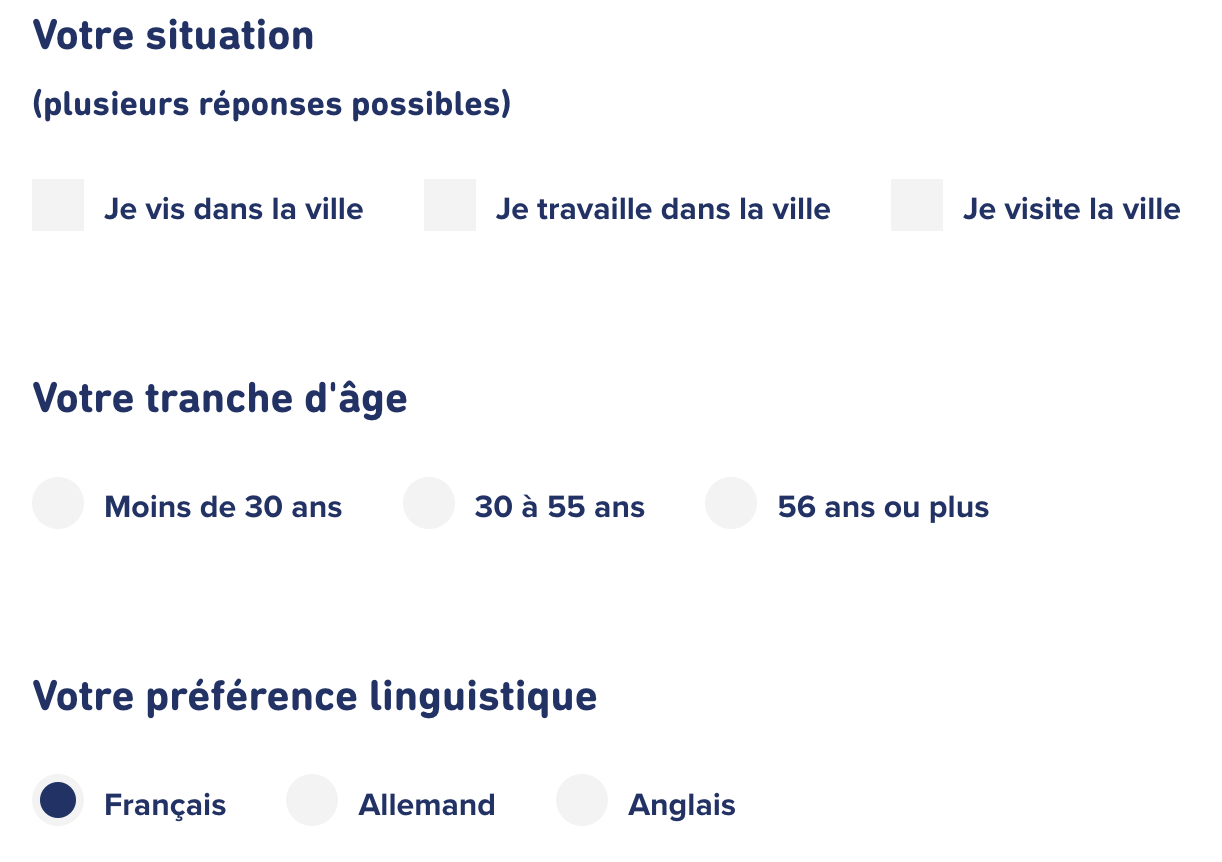 Votre situation
(plusieurs réponses possibles)
Je vis dans la ville Je travaille dans la ville Je visite la ville
Votre tranche d'âge
Moins de 30 ans 30 à 55 ans 56 ans ou plus
Votre préférence linguistique
Français Allemand Anglais